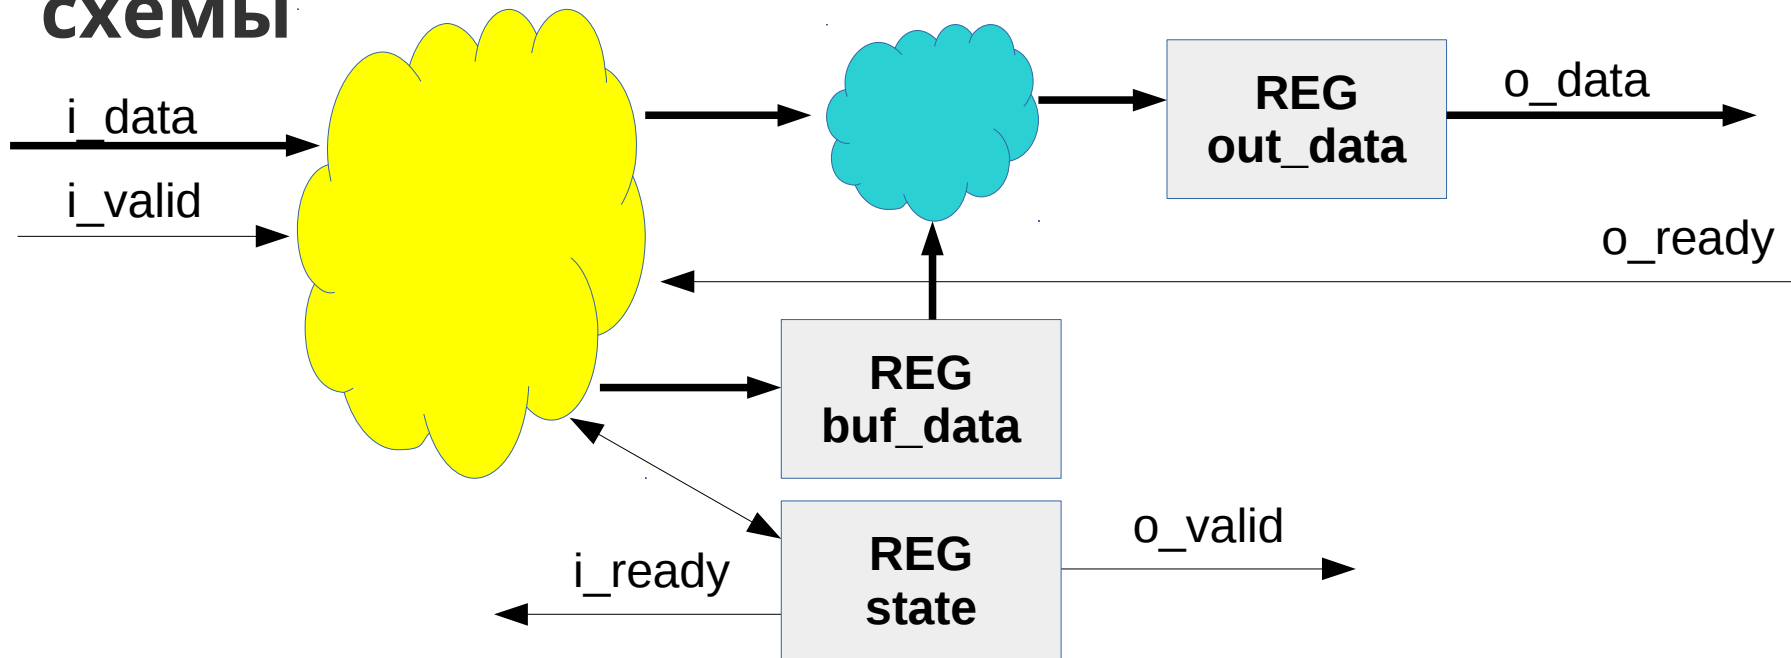 схемы
i_data
i_valid
REG
out_data
o_data
o_ready
REG
buf_data
REG
state
i_ready
o_valid